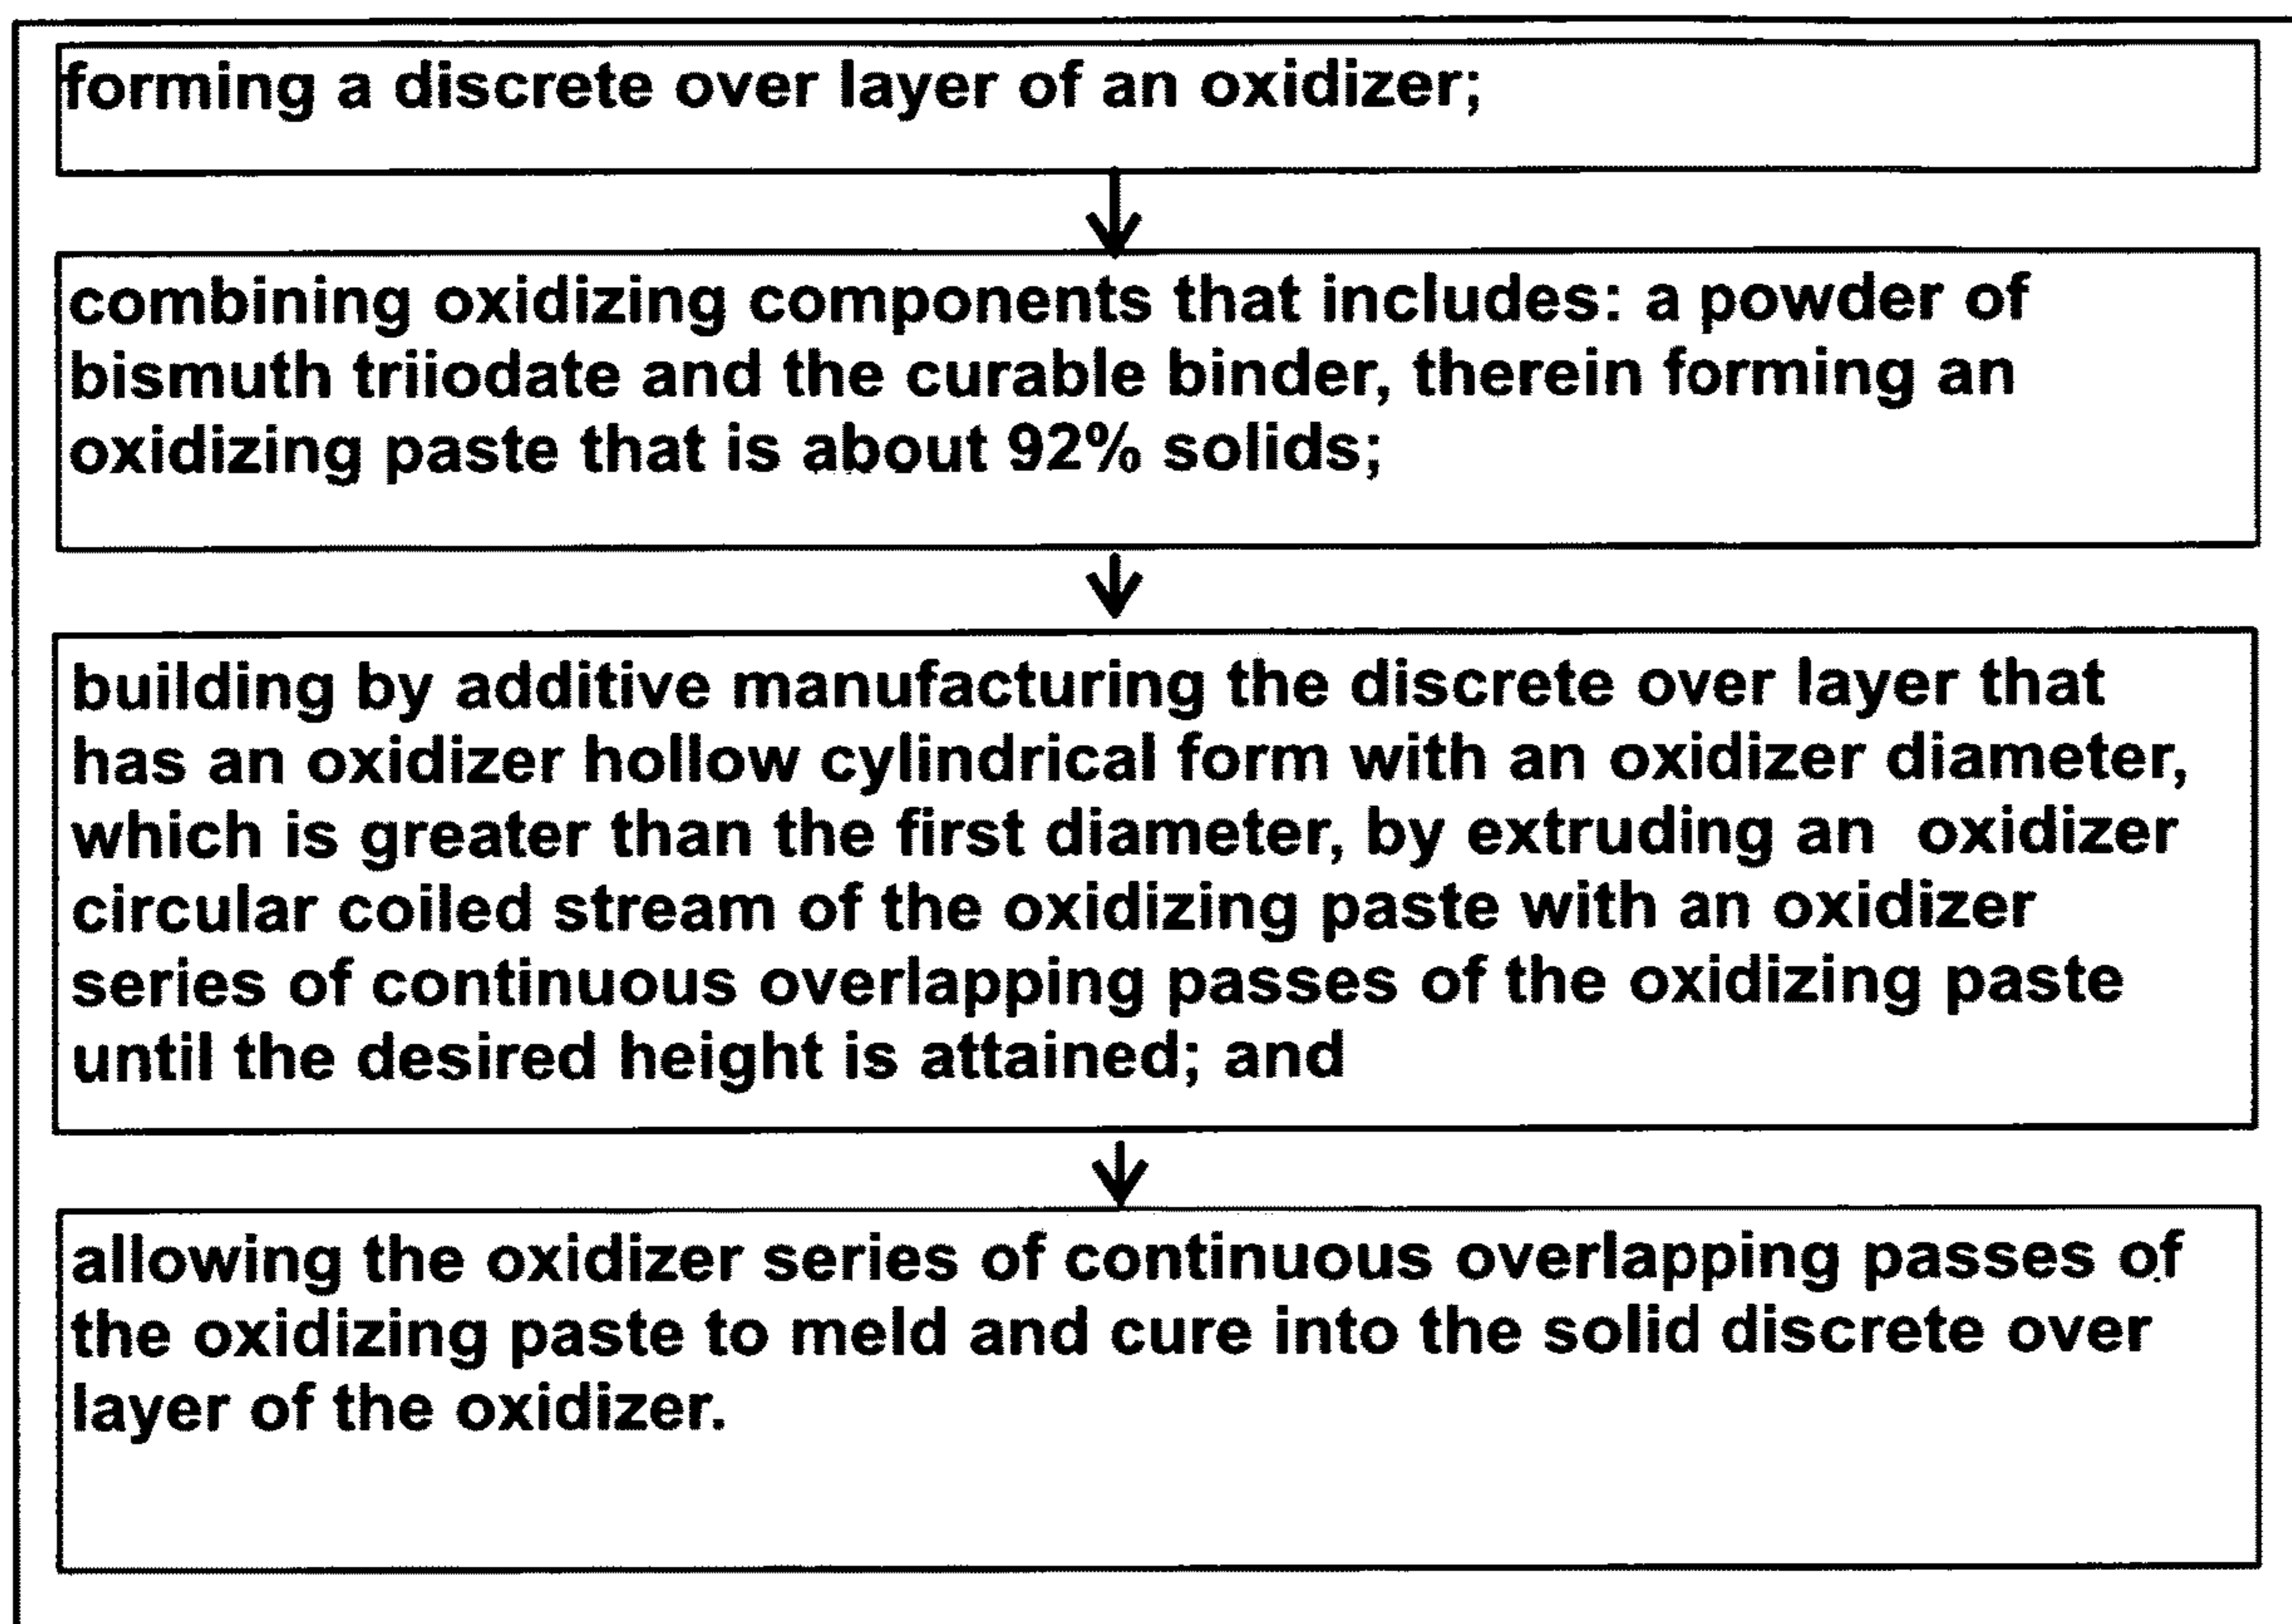 forming a discrete over layer of an oxidizer;
combining oxidizing components that includes: a powder of
bismuth triiodate and the curable binder, therein forming an
oxidizing paste that is about 92% solids;
building by additive manufacturing the discrete over layer that
has an oxidizer hollow cylindrical form with an oxidizer diameter,
which is greater than the first diameter, by extruding an oxidizer
circular coiled stream of the oxidizing paste with an oxidizer
series of continuous overlapping passes of the oxidizing paste
until the desired height is attained; and
allowing the oxidizer series of continuous overlapping passes of
the oxidizing paste to meld and cure into the solid discrete over
layer of the oxidizer.